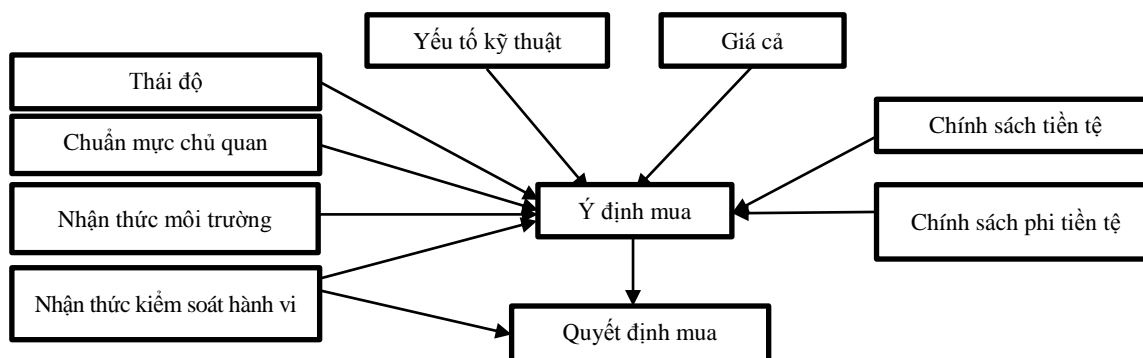 Yếu tố kỹ thuật
Giá cả
Thái độ
Chính sách tiền tệ
Chuẩn mực chủ quan
Ý định mua
Nhận thức môi trường
Chính sách phi tiền tệ
Nhận thức kiểm soát hành vi
Quyết định mua